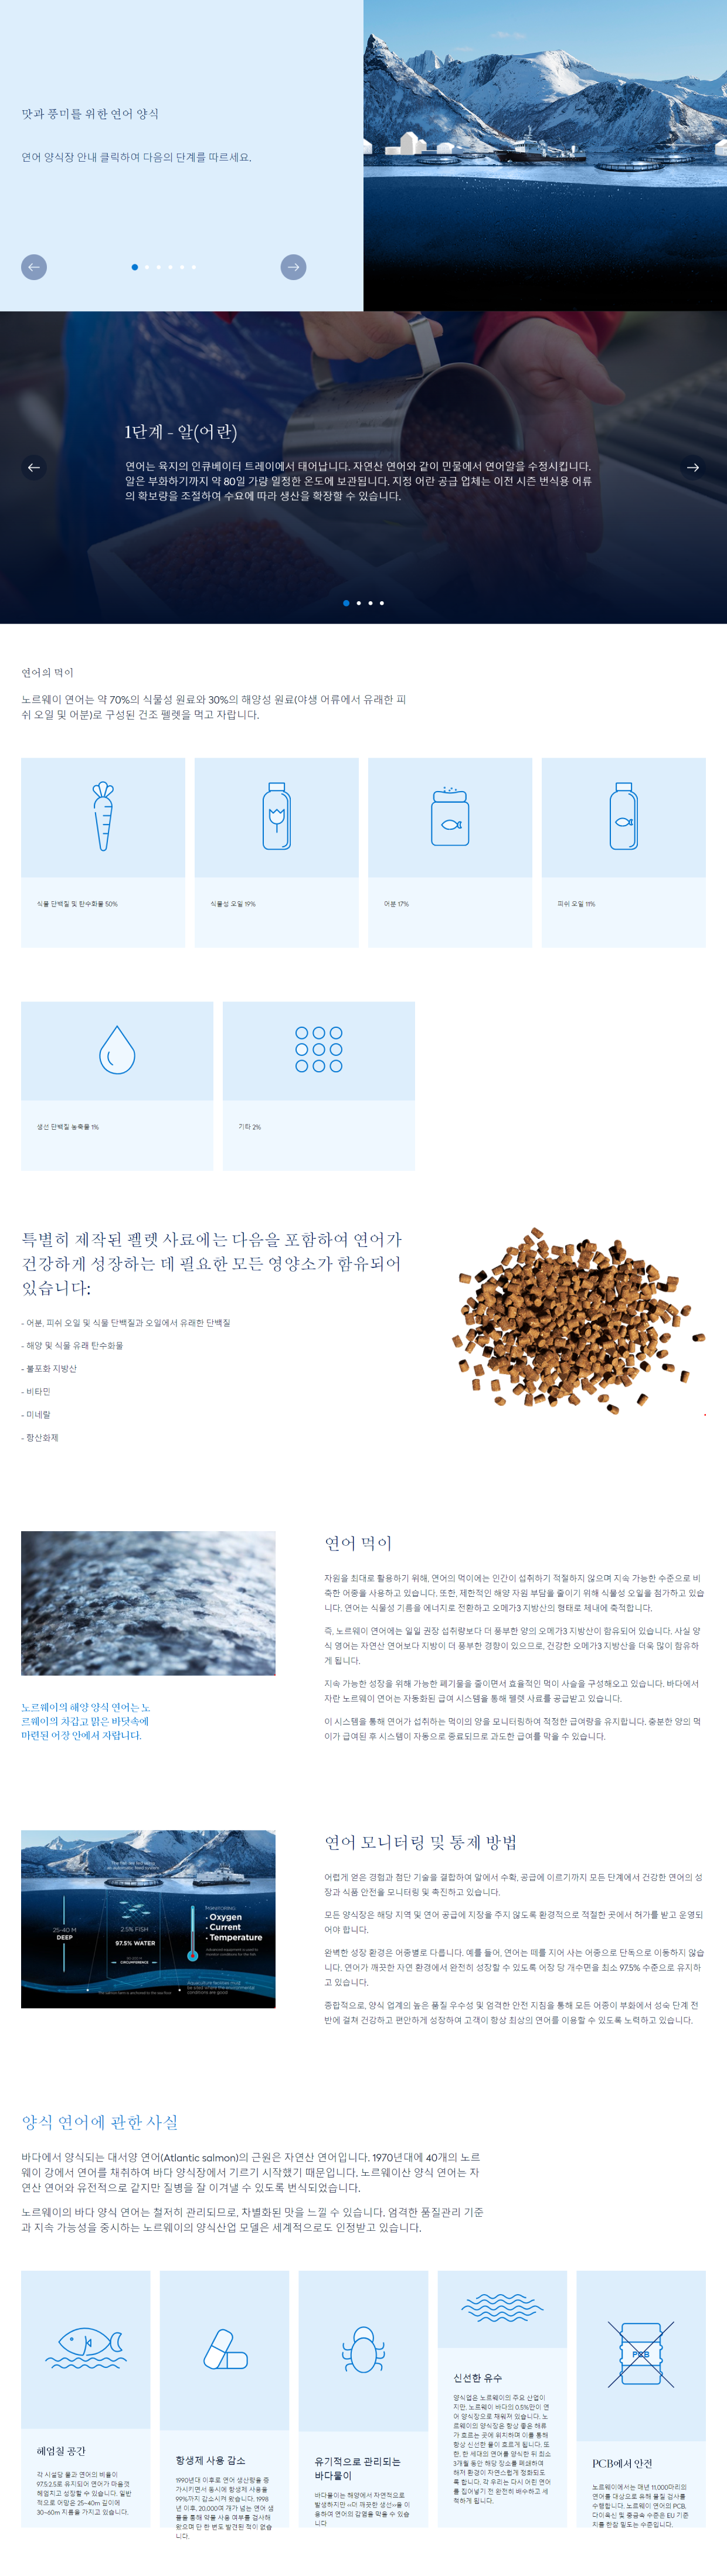 맛과 풍미를 위한 연어 양식
연어 양식장 안내 클릭하여 다음의 단계를 따르세요.
1단계 - 알(어란)
연어는 육지의 인큐베이터 트레이에서 태어납니다. 자연산 연어와 같이 민물에서 연어알을 수정시킵니다.
알은 부화하기까지 약 80일 가량 일정한 온도에 보관됩니다. 지정 어란 공급 업체는 이전 시즌 번식용 어류
의 확보량을 조절하여 수요에 따라 생산을 확장할 수 있습니다.
연어의 먹이
노르웨이 연어는 약 70%의 식물성 원료와 30%의 해양성 원료(야생 어류에서 유래한 피
쉬 오일 및 어분)로 구성된 건조 펠렛을 먹고 자랍니다.
식물 단백질 및 탄수화물 50%
식물성 오일 19%
어분 17%
피쉬 오일 11%
생선 단백질 농축물 1%
기타 2%
특별히 제작된 펠렛 사료에는 다음을 포함하여 연어가
건강하게 성장하는 데 필요한 모든 영양소가 함유되어
있습니다:
- 어분, 피쉬 오일 및 식물 단백질과 오일에서 유래한 단백질
- 해양 및 식물 유래 탄수화물
- 불포화 지방산
- 비타민
- 미네랄
- 항산화제
연어 먹이
자원을 최대로 활용하기 위해, 연어의 먹이에는 인간이 섭취하기 적절하지 않으며 지속 가능한 수준으로 비
축한 어종을 사용하고 있습니다. 또한, 제한적인 해양 자원 부담을 줄이기 위해 식물성 오일을 첨가하고 있습
니다. 연어는 식물성 기름을 에너지로 전환하고 오메가3 지방산의 형태로 체내에 축적합니다.
즉, 노르웨이 연어에는 일일 권장 섭취량보다 더 풍부한 양의 오메가3 지방산이 함유되어 있습니다. 사실 양
식 연어는 자연산 연어보다 지방이 더 풍부한 경향이 있으므로, 건강한 오메가3 지방산을 더욱 많이 함유하
게 됩니다.
지속 가능한 성장을 위해 가능한 폐기물을 줄이면서 효율적인 먹이 사슬을 구성해오고 있습니다. 바다에서
자란 노르웨이 연어는 자동화된 급여 시스템을 통해 펠렛 사료를 공급받고 있습니다.
이 시스템을 통해 연어가 섭취하는 먹이의 양을 모니터링하여 적정한 급여량을 유지합니다. 충분한 양의 먹
이가 급여된 후 시스템이 자동으로 종료되므로 과도한 급여를 막을 수 있습니다.
노르웨이의 해양 양식 연어는 노
르웨이의 차갑고 맑은 바닷속에
마련된 어장 안에서 자랍니다.
연어 모니터링 및 통제 방법
어렵게 얻은 경험과 첨단 기술을 결합하여 알에서 수확, 공급에 이르기까지 모든 단계에서 건강한 연어의 성
장과 식품 안전을 모니터링 및 촉진하고 있습니다.
모든 양식장은 해당 지역 및 연어 공급에 지장을 주지 않도록 환경적으로 적절한 곳에서 허가를 받고 운영되
어야 합니다.
완벽한 성장 환경은 어종별로 다릅니다. 예를 들어, 연어는 떼를 지어 사는 어종으로 단독으로 이동하지 않습
니다. 연어가 깨끗한 자연 환경에서 완전히 성장할 수 있도록 어장 당 개수면을 최소 97.5% 수준으로 유지하
고 있습니다.
종합적으로, 양식 업계의 높은 품질 우수성 및 엄격한 안전 지침을 통해 모든 어종이 부화에서 성숙 단계 전
반에 걸쳐 건강하고 편안하게 성장하여 고객이 항상 최상의 연어를 이용할 수 있도록 노력하고 있습니다.
25-40 M
DEEP
2.5% FISH
97.5% WATER
CIRCUMFERENCE
• Oxygen
• Current
• Temperature
양식 연어에 관한 사실
바다에서 양식되는 대서양 연어(Atlantic salmon)의 근원은 자연산 연어입니다. 1970년대에 40개의 노르
웨이 강에서 연어를 채취하여 바다 양식장에서 기르기 시작했기 때문입니다. 노르웨이산 양식 연어는 자
연산 연어와 유전적으로 같지만 질병을 잘 이겨낼 수 있도록 번식되었습니다.
노르웨이의 바다 양식 연어는 철저히 관리되므로, 차별화된 맛을 느낄 수 있습니다. 엄격한 품질관리 기준
과 지속 가능성을 중시하는 노르웨이의 양식산업 모델은 세계적으로도 인정받고 있습니다.
헤엄칠 공간
각 시설당 물과 연어의 비율이
97.5:2.5로 유지되어 연어가 마음껏
헤엄치고 성장할 수 있습니다. 일반
적으로 어망은 25~40m 깊이에
30~60m 지름을 가지고 있습니다.
항생제 사용 감소
1990년대 이후로 연어 생산량을 증
가시키면서 동시에 항생제 사용을
99%까지 감소시켜 왔습니다. 1998
년 이후, 20,000여 개가 넘는 연어 샘
플을 통해 약물 사용 여부를 검사해
왔으며 단 한 번도 발견된 적이 없습
니다.
유기적으로 관리되는
바다물이
바다물이는 해양에서 자연적으로
발생하지만 «더 깨끗한 생선»을 이
용하여 연어의 감염을 막을 수 있습
니다
신선한 유수
양식업은 노르웨이의 주요 산업이
지만, 노르웨이 바다의 0.5%만이 연
어 양식장으로 채워져 있습니다. 노
르웨이의 양식장은 항상 좋은 해류
가 흐르는 곳에 위치하며 이를 통해
항상 신선한 물이 흐르게 됩니다. 또
한, 한 세대의 연어를 양식한 뒤 최소
3개월 동안 해당 장소를 폐쇄하여
해저 환경이 자연스럽게 정화되도
록 합니다. 각 우리는 다시 어린 연어
를 집어넣기 전 완전히 배수하고 세
척하게 됩니다.
PCB
PCB에서 안전
노르웨이에서는 매년 11,000마리의
연어를 대상으로 유해 물질 검사를
수행합니다. 노르웨이 연어의 PCB,
다이옥신 및 중금속 수준은 EU 기준
치를 한참 밑도는 수준입니다.